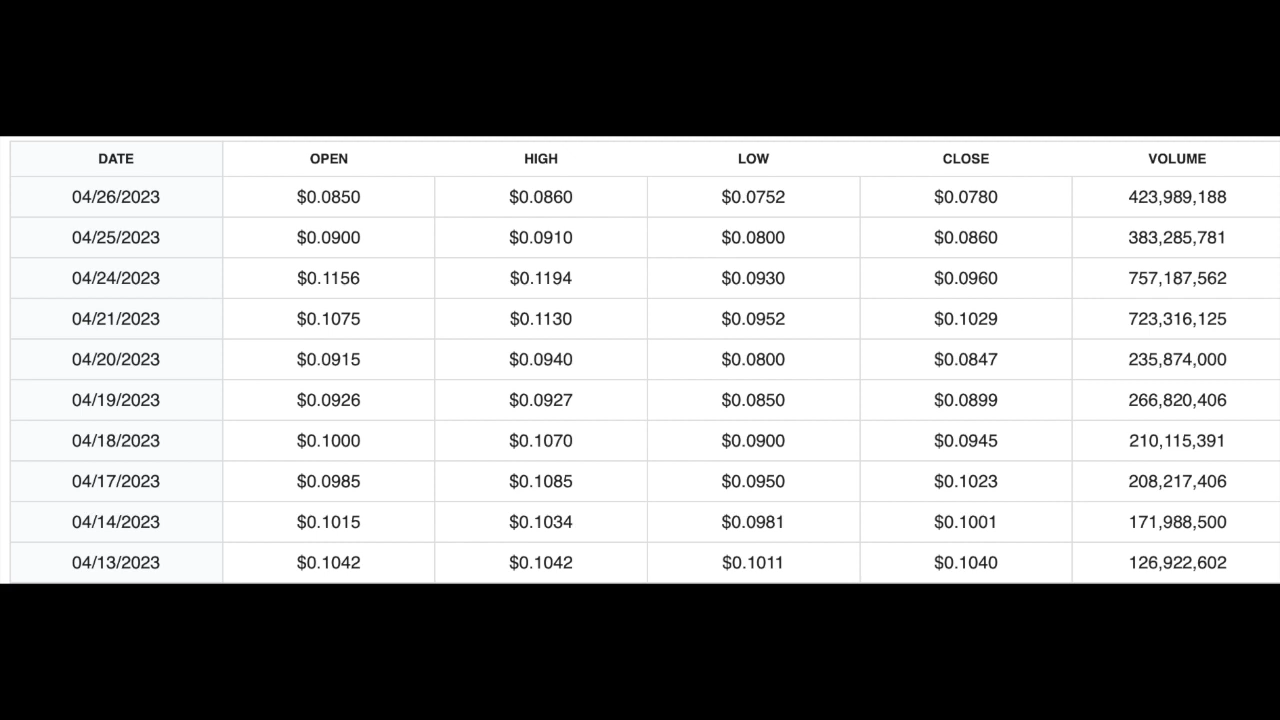 DATE OPEN HIGH LOW CLOSE VOLUME
04/26/2023 $0.0850 $0.0860 $0.0752 $0.0780 423,989,188
04/25/2023 $0.0900 $0.0910 $0.0800 $0.0860 383,285,781
04/24/2023 $0.1156 $0.1194 $0.0930 $0.0960 757,187,562
04/21/2023 $0.1075 $0.1130 $0.0952 $0.1029 723,316,125
04/20/2023 $0.0915 $0.0940 $0.0800 $0.0847 235,874,000
04/19/2023 $0.0926 $0.0927 $0.0850 $0.0899 266,820,406
04/18/2023 $0.1000 $0.1070 $0.0900 $0.0945 210,115,391
04/17/2023 $0.0985 $0.1085 $0.0950 $0.1023 208,217,406
04/14/2023 $0.1015 $0.1034 $0.0981 $0.1001 171,988,500
04/13/2023 $0.1042 $0.1042 $0.1011 $0.1040 126,922,602